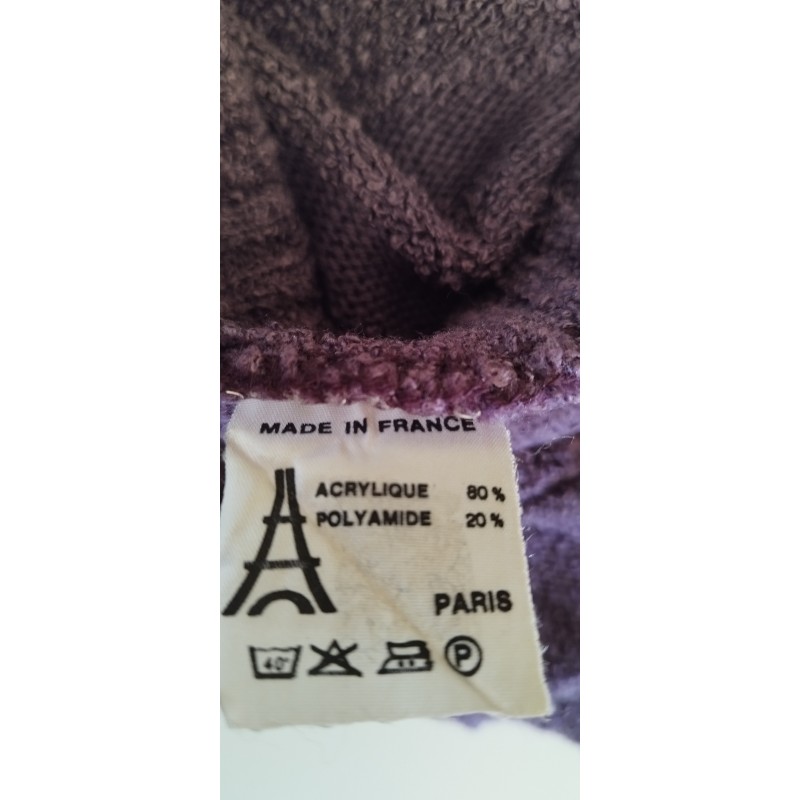 MADE IN FRANCE
ACRYLIQUE 80 %
POLYAMIDE 20 %
PARIS
40° P